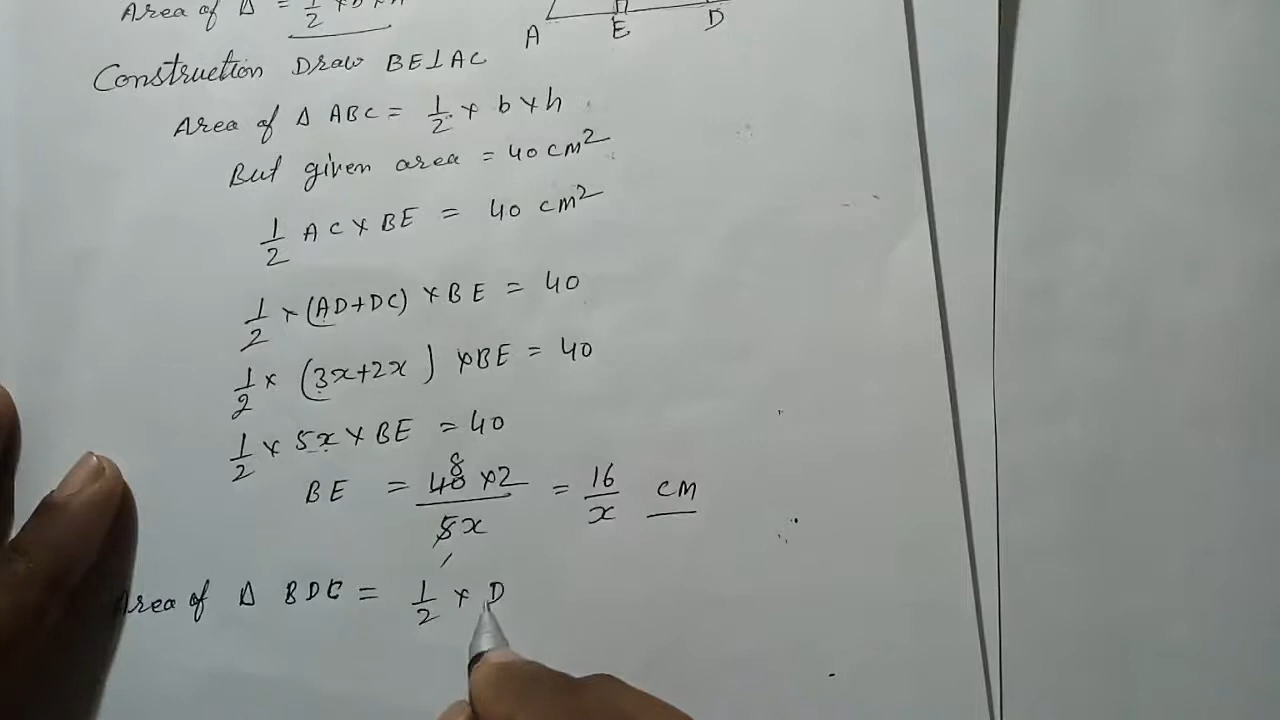 Area of Δ = 1/2 × b × h
A E D
Construction Draw BE⊥AC
Area of Δ ABC = 1/2 × b × h
But given area = 40 cm²
1/2 AC × BE = 40 cm²
1/2 × (AD+DC) × BE = 40
1/2 × (3x+2x) × BE = 40
1/2 × 5x × BE = 40
BE = 40 8 × 2 / 5x = 16/x cm
Area of Δ BDC = 1/2 × D